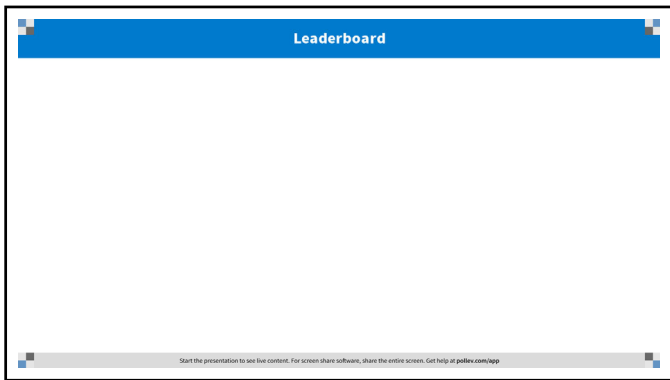 Leaderboard
Start the presentation to see live content. For screen share software, share the entire screen. Get help at pollev.com/app